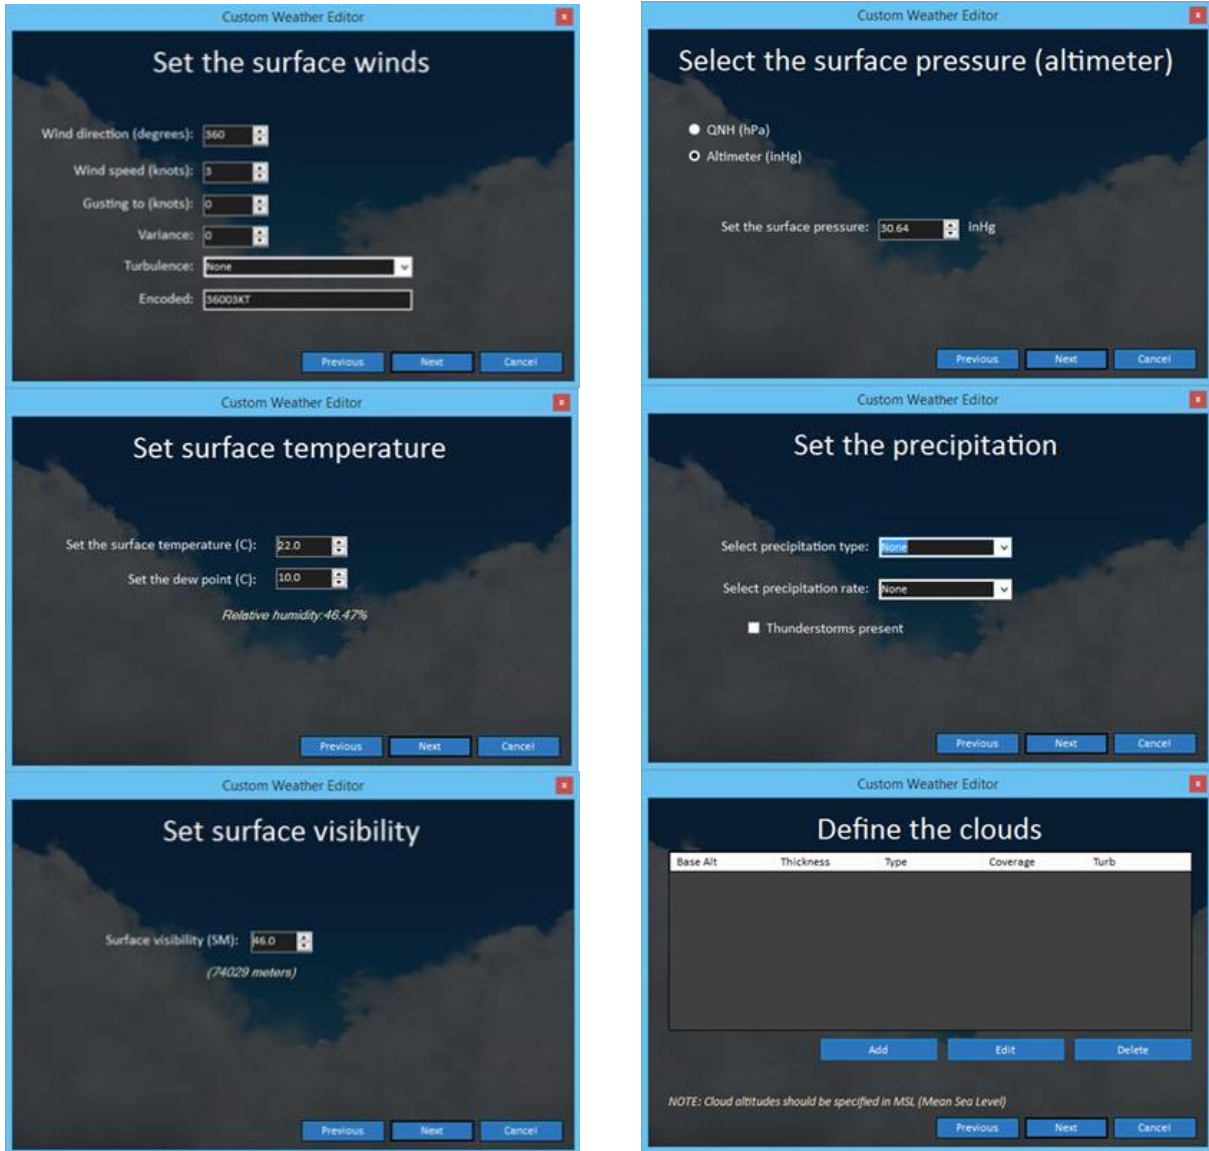 Custom Weather Editor
x
Set the surface winds
Wind direction (degrees): 360
Wind speed (knots): 3
Gusting to (knots): 0
Variance: 0
Turbulence: None
Encoded: 36003KT
Previous Next Cancel
Custom Weather Editor
x
Select the surface pressure (altimeter)
QNH (hPa)
Altimeter (inHg)
Set the surface pressure: 30.64 inHg
Previous Next Cancel
Custom Weather Editor
x
Set surface temperature
Set the surface temperature (C): 22.0
Set the dew point (C): 10.0
Relative humidity:46.47%
Previous Next Cancel
Custom Weather Editor
x
Set the precipitation
Select precipitation type: None
Select precipitation rate: None
Thunderstorms present
Previous Next Cancel
Custom Weather Editor
x
Set surface visibility
Surface visibility (SM): 46.0
(74029 meters)
Previous Next Cancel
Custom Weather Editor
x
Define the clouds
Base Alt Thickness Type Coverage Turb
Add Edit Delete
NOTE: Cloud altitudes should be specified in MSL (Mean Sea Level)
Previous Next Cancel